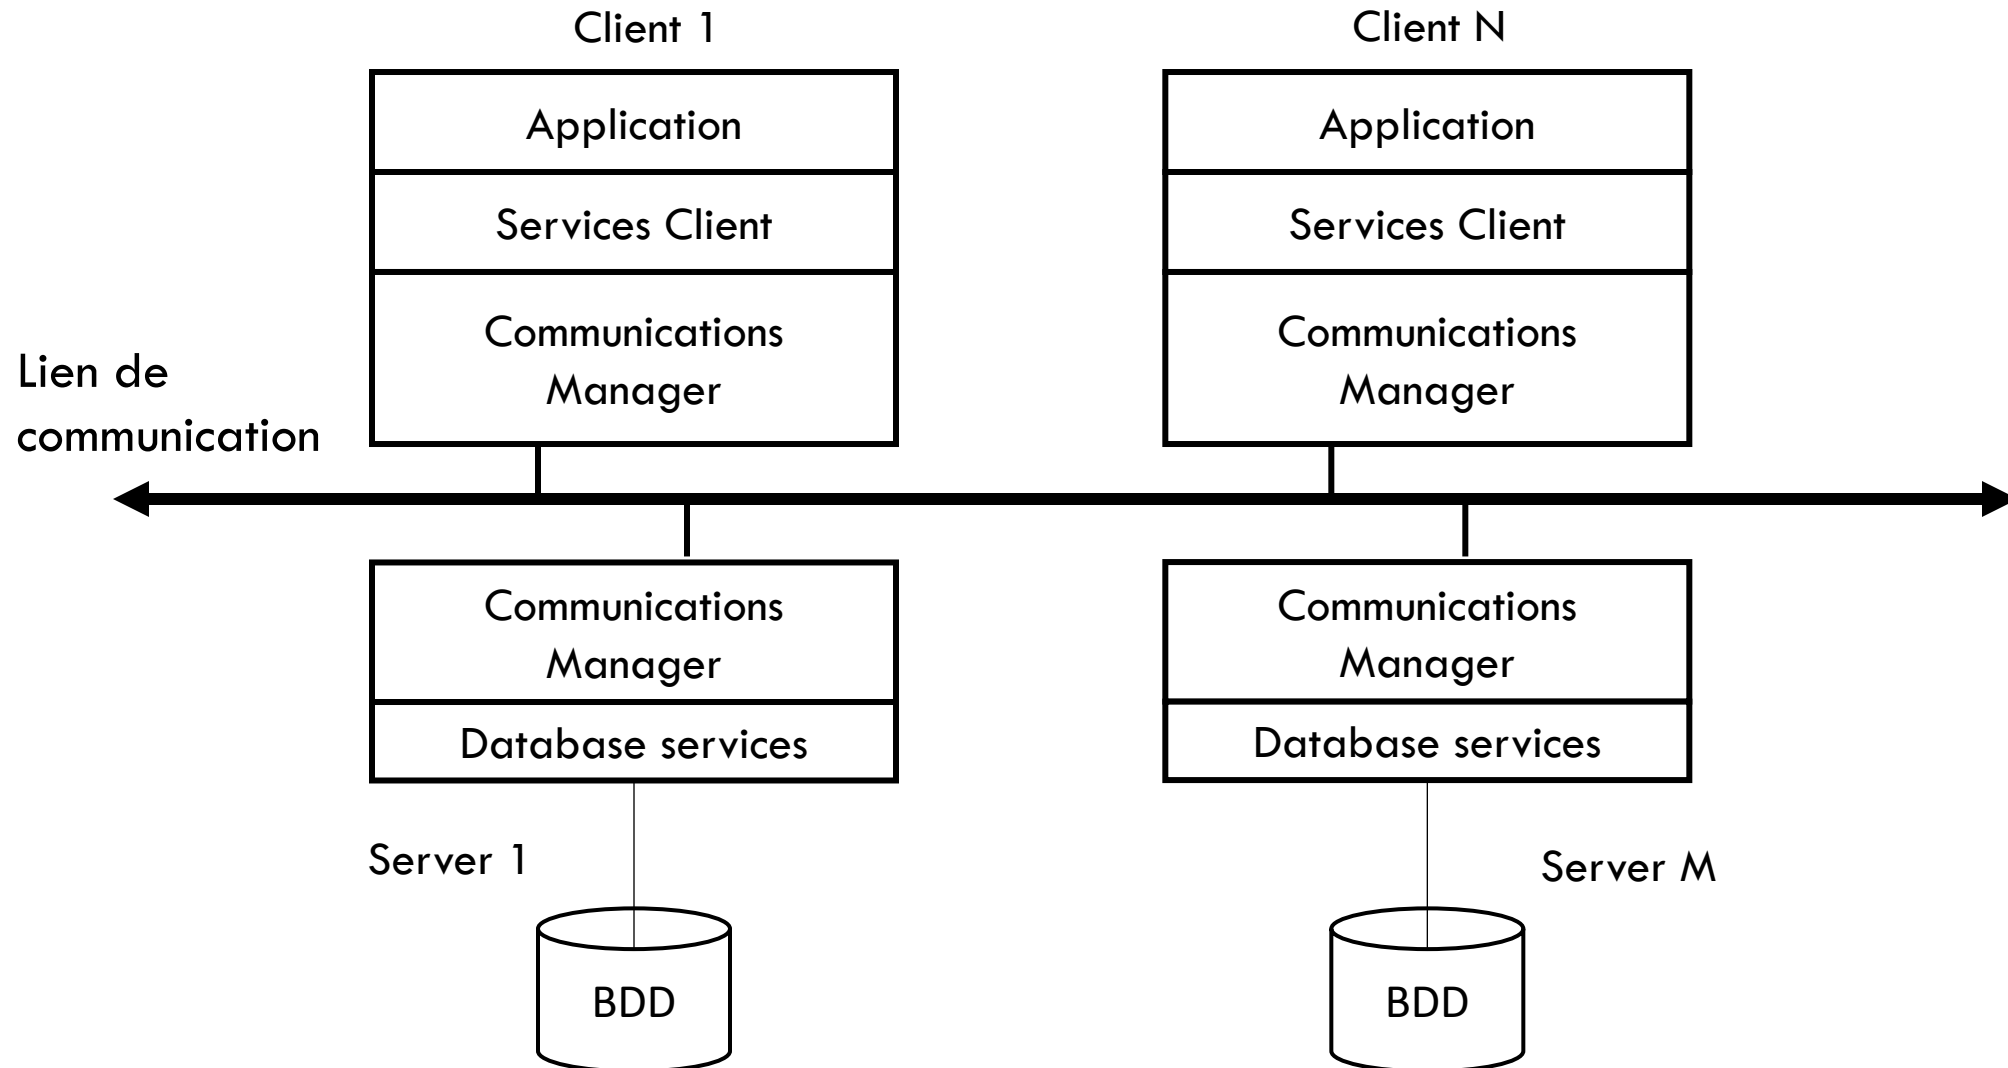 Client 1
Client N
Application
Application
Services Client
Services Client
Communications
Manager
Communications
Manager
Lien de
communication
Communications
Manager
Communications
Manager
Database services
Database services
Server 1
Server M
BDD
BDD